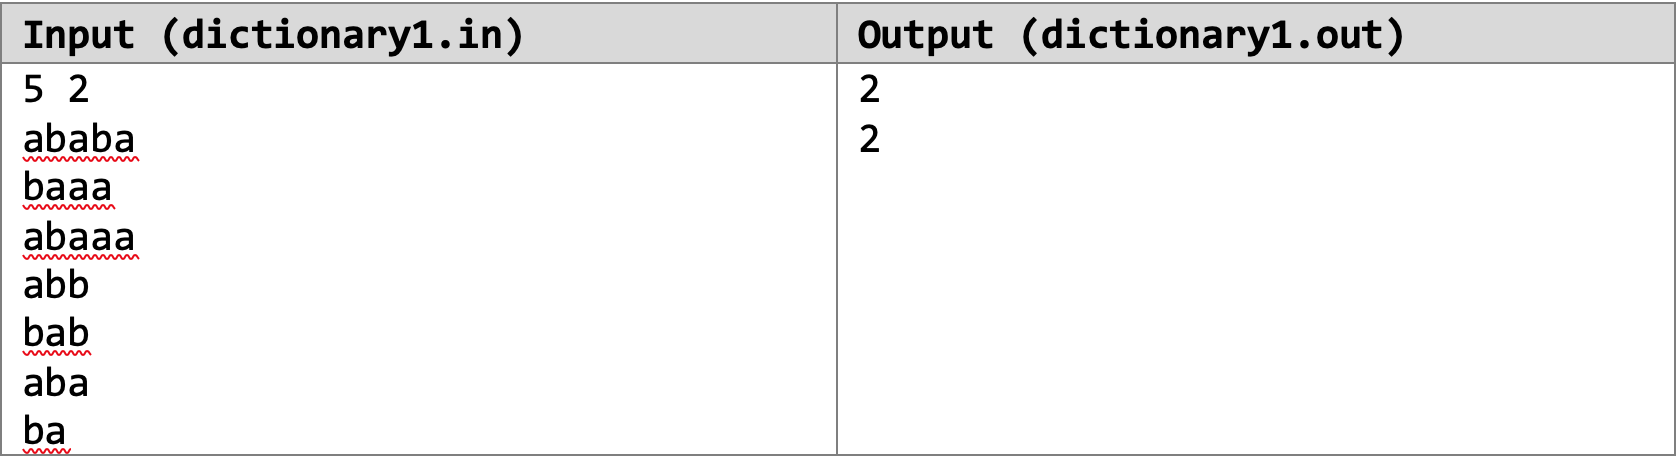 Input (dictionary1.in)
Output (dictionary1.out)
5 2
ababa
baaa
abaaa
abb
bab
aba
ba
2
2